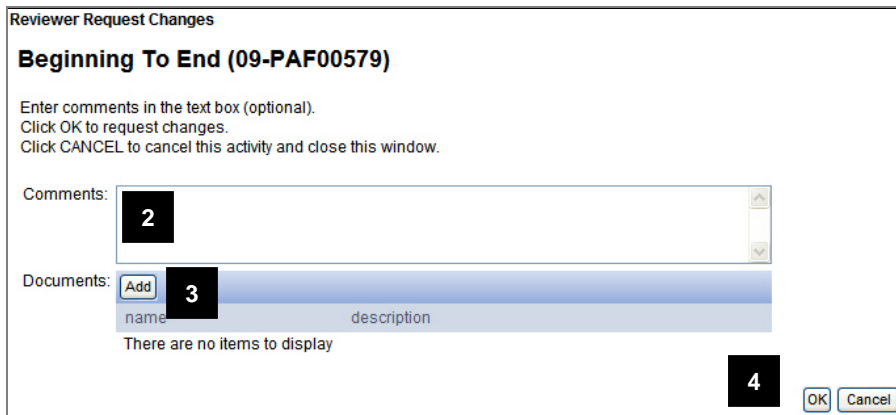 Reviewer Request Changes
Beginning To End (09-PAF00579)
Enter comments in the text box (optional).
Click OK to request changes.
Click CANCEL to cancel this activity and close this window.
Comments:
2
Documents: Add 3
name description
There are no items to display
4
OK Cancel